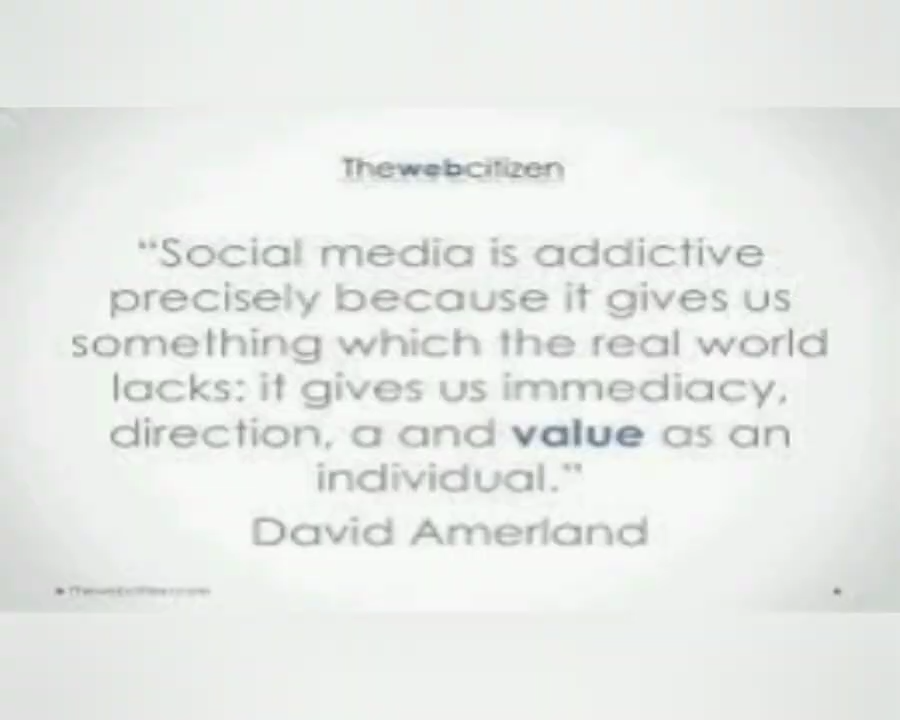 Thewebcitizen
“Social media is addictive
precisely because it gives us
something which the real world
lacks: it gives us immediacy,
direction, a and value as an
individual.”
David Amerland